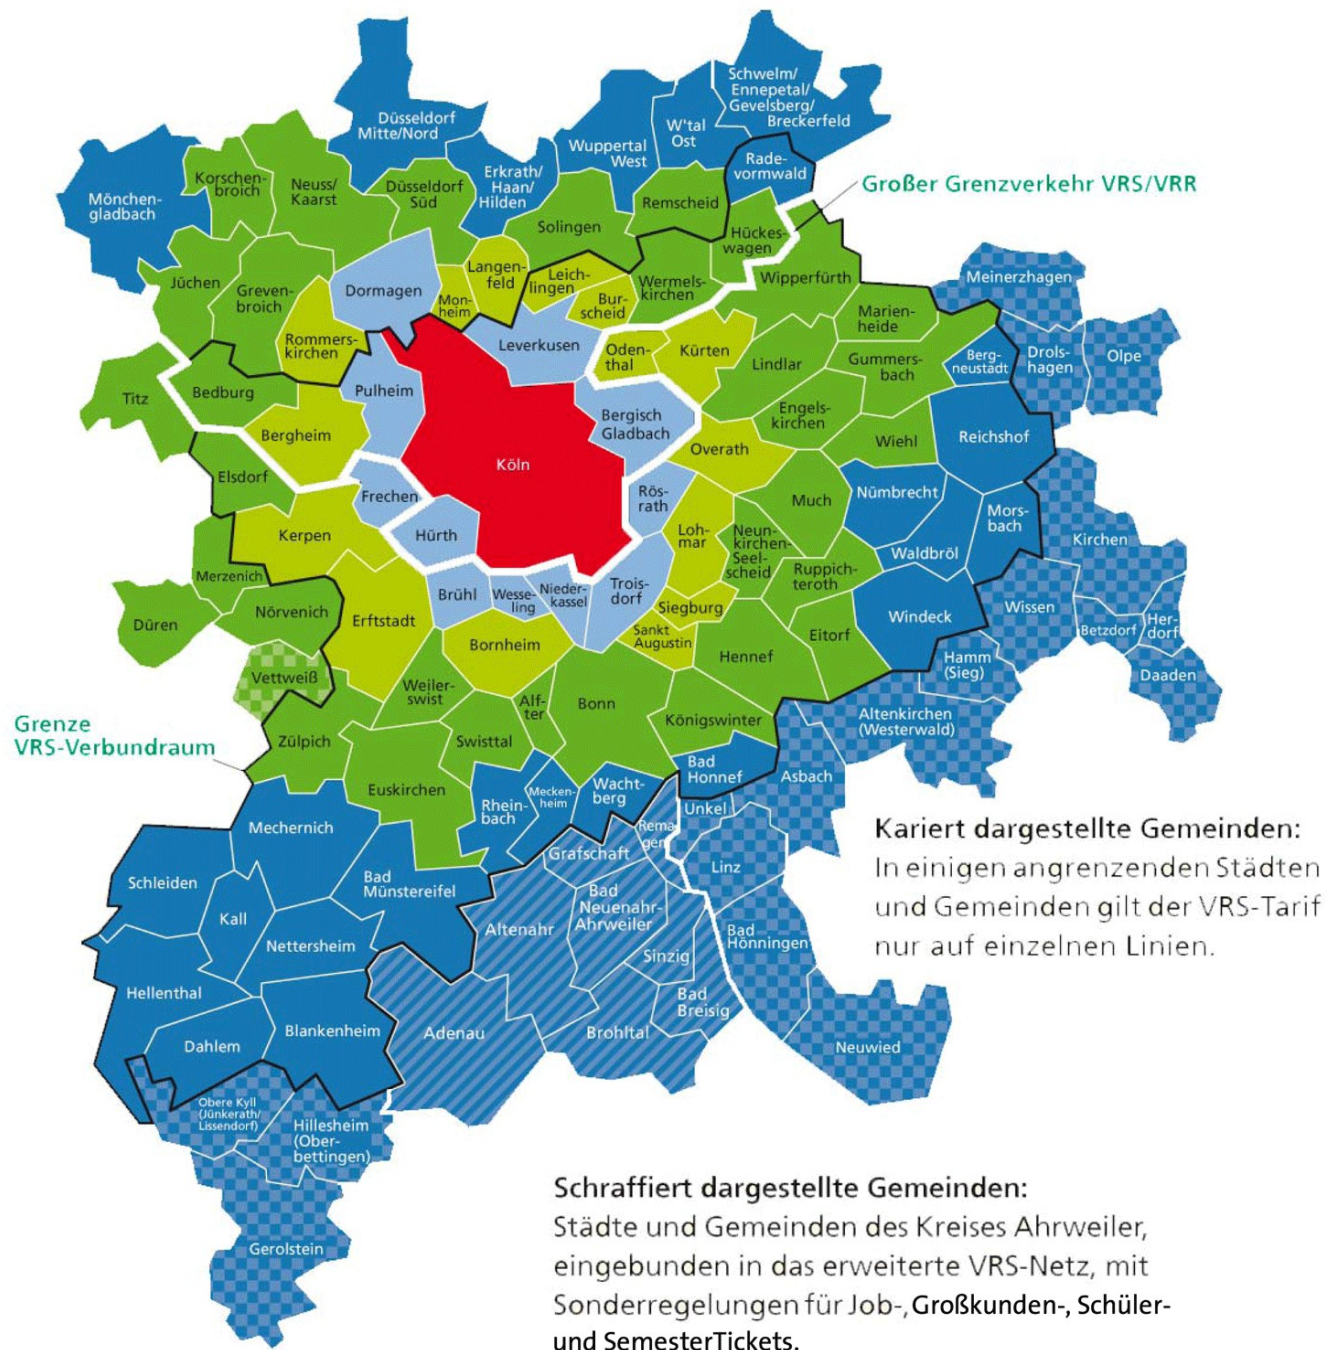 Schwelm/
Ennepetal/
Gevelsberg/
Breckerfeld
Düsseldorf
Mitte/Nord
W'tal
Ost
Wuppertal
West
Rade-
vormwald
Großer Grenzverkehr VRS/VRR
Mönchen-
gladbach
Korschen-
broich
Neuss/
Kaarst
Düsseldorf
Süd
Erkrath/
Haan/
Hilden
Solingen
Remscheid
Hückes-
wagen
Jüchen
Greven-
broich
Dormagen
Mon-
heim
Langen-
feld
Leich-
lingen
Bur-
scheid
Wermels-
kirchen
Wipperfürth
Meinerzhagen
Rommers-
kirchen
Leverkusen
Oden-
thal
Kürten
Lindlar
Marien-
heide
Gummers-
bach
Berg-
neustadt
Drols-
hagen
Olpe
Titz
Bedburg
Pulheim
Bergheim
Köln
Bergisch
Gladbach
Engels-
kirchen
Overath
Wiehl
Reichshof
Elsdorf
Frechen
Rös-
rath
Much
Nümbrecht
Mors-
bach
Kerpen
Hürth
Loh-
mar
Neun-
kirchen-
Seel-
scheid
Waldbröl
Kirchen
Merzenich
Ruppich-
teroth
Nörvenich
Düren
Erftstadt
Brühl
Wesse-
ling
Nieder-
kassel
Trois-
dorf
Siegburg
Sankt
Augustin
Windeck
Wissen
Betzdorf
Her-
dorf
Bornheim
Eitorf
Hennef
Hamm
(Sieg)
Daaden
Vettweiß
Weiler-
swist
Alf-
ter
Bonn
Königswinter
Altenkirchen
(Westerwald)
Grenze
VRS-Verbundraum
Zülpich
Swisttal
Euskirchen
Rhein-
bach
Mecken-
heim
Wacht-
berg
Bad
Honnef
Asbach
Mechernich
Unkel
Rema-
gen
Grafschaft
Linz
Kariert dargestellte Gemeinden:
In einigen angrenzenden Städten
und Gemeinden gilt der VRS-Tarif
nur auf einzelnen Linien.
Schleiden
Bad
Münstereifel
Kall
Nettersheim
Altenahr
Bad
Neuenahr-
Ahrweiler
Sinzig
Bad
Hönningen
Hellenthal
Bad
Breisig
Dahlem
Blankenheim
Adenau
Brohltal
Neuwied
Obere Kyll
(Jünkerath/
Lissendorf)
Hillesheim
(Ober-
bettingen)
Gerolstein
Schraffiert dargestellte Gemeinden:
Städte und Gemeinden des Kreises Ahrweiler,
eingebunden in das erweiterte VRS-Netz, mit
Sonderregelungen für Job-, Großkunden-, Schüler-
und SemesterTickets.